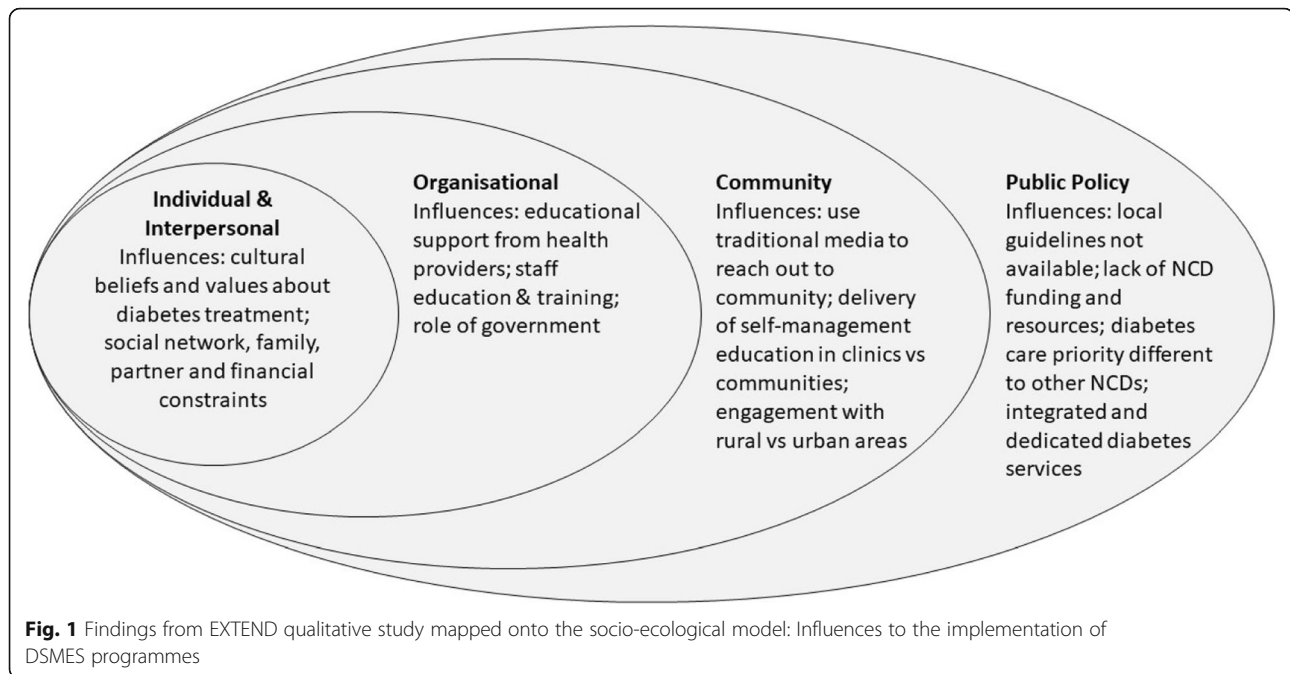 Individual &
Interpersonal
Influences: cultural
beliefs and values about
diabetes treatment;
social network, family,
partner and financial
constraints
Organisational
Influences: educational
support from health
providers; staff
education & training;
role of government
Community
Influences: use
traditional media to
reach out to
community; delivery
of self-management
education in clinics vs
communities;
engagement with
rural vs urban areas
Public Policy
Influences: local
guidelines not
available; lack of NCD
funding and
resources; diabetes
care priority different
to other NCDs;
integrated and
dedicated diabetes
services
Fig. 1 Findings from EXTEND qualitative study mapped onto the socio-ecological model: Influences to the implementation of
DSMES programmes